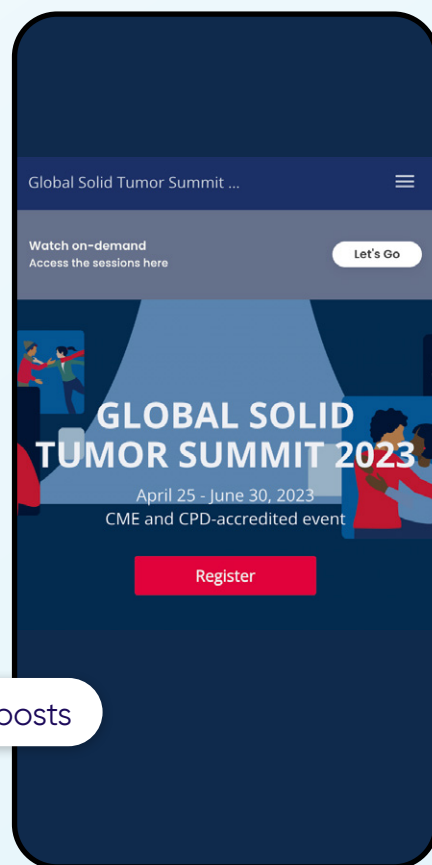 Global Solid Tumor Summit ...
Watch on-demand
Access the sessions here
Let's Go
GLOBAL SOLID
TUMOR SUMMIT 2023
April 25 - June 30, 2023
CME and CPD-accredited event
Register
posts